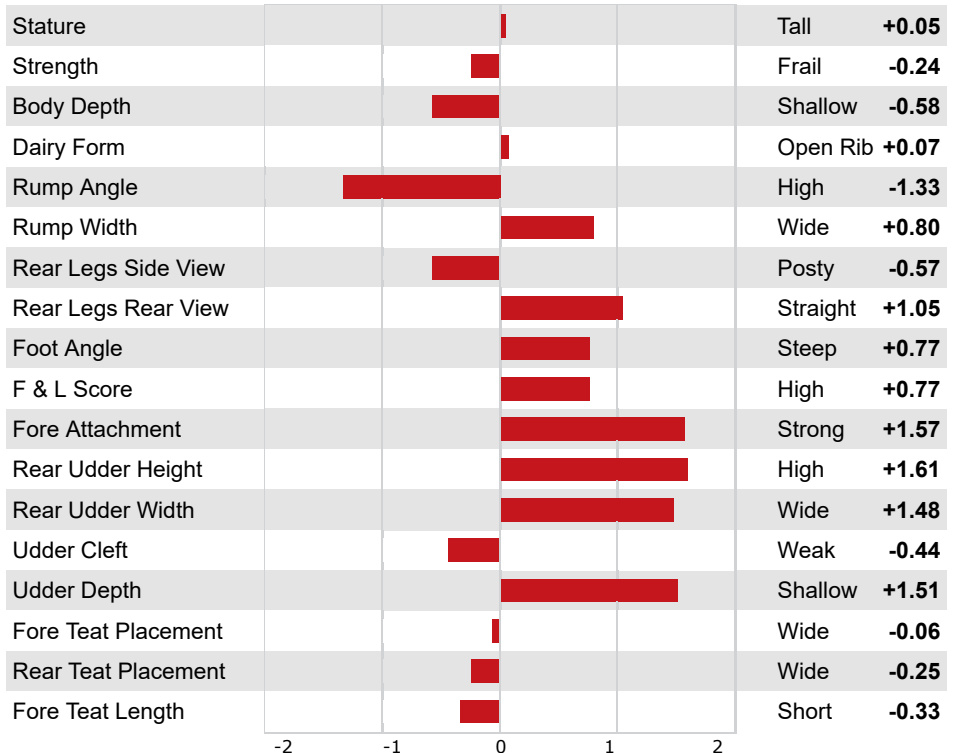 Stature Tall +0.05
Strength Frail -0.24
Body Depth Shallow -0.58
Dairy Form Open Rib +0.07
Rump Angle High -1.33
Rump Width Wide +0.80
Rear Legs Side View Posty -0.57
Rear Legs Rear View Straight +1.05
Foot Angle Steep +0.77
F & L Score High +0.77
Fore Attachment Strong +1.57
Rear Udder Height High +1.61
Rear Udder Width Wide +1.48
Udder Cleft Weak -0.44
Udder Depth Shallow +1.51
Fore Teat Placement Wide -0.06
Rear Teat Placement Wide -0.25
Fore Teat Length Short -0.33
-2 -1 0 1 2